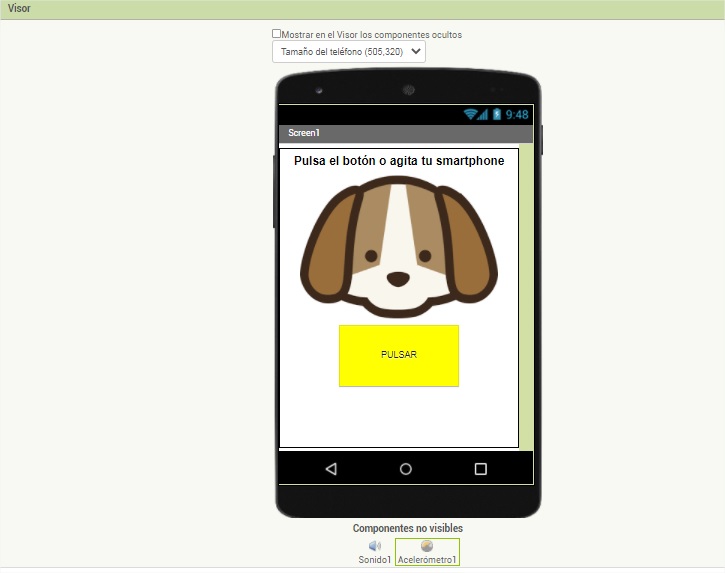 Visor
Mostrar en el Visor los componentes ocultos
Tamaño del teléfono (505,320)
9:48
Screen1
Pulsa el botón o agita tu smartphone
PULSAR
Componentes no visibles
Sonido1 Acelerómetro1